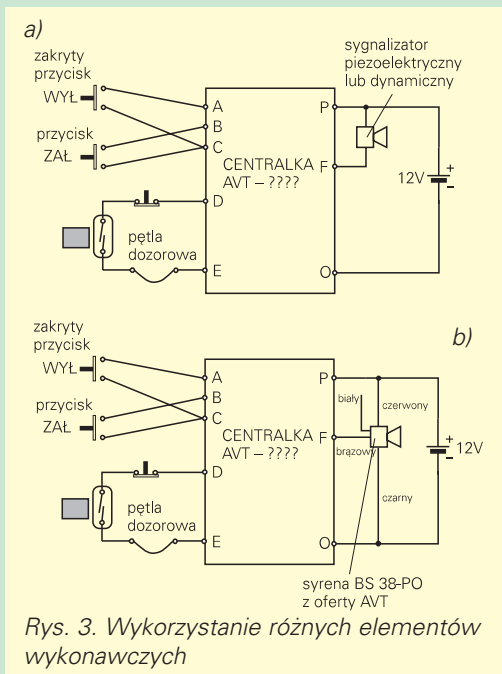 a)
zakryty
przycisk
WYŁ
przycisk
ZAŁ
A
B
C
D
E
CENTRALKA
AVT – ????
P
F
O
pętla
dozorowa
sygnalizator
piezoelektryczny
lub dynamiczny
12V
+
–
b)
zakryty
przycisk
WYŁ
przycisk
ZAŁ
A
B
C
D
E
CENTRALKA
AVT – ????
P
F
O
pętla
dozorowa
biały
czerwony
brązowy
czarny
12V
+
–
syrena BS 38-PO
z oferty AVT
Rys. 3. Wykorzystanie różnych elementów
wykonawczych